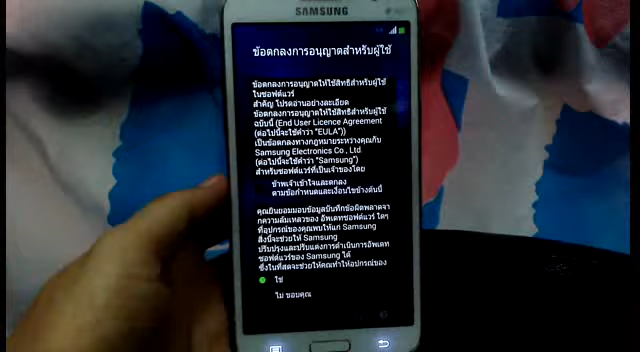 SAMSUNG
ข้อตกลงการอนุญาตสำหรับผู้ใช้
ข้อตกลงการอนุญาตให้ใช้สิทธิสำหรับผู้ใช้
ในซอฟต์แวร์
สำคัญ โปรดอ่านอย่างละเอียด
ข้อตกลงการอนุญาตให้ใช้สิทธิสำหรับผู้ใช้
ฉบับนี้ (End User Licence Agreement
(ต่อไปนี้จะใช้คำว่า "EULA"))
เป็นข้อตกลงทางกฎหมายระหว่างคุณกับ
Samsung Electronics Co., Ltd.
(ต่อไปนี้จะใช้คำว่า "Samsung")
สำหรับซอฟต์แวร์ที่เป็นเจ้าของโดย
ข้าพเจ้าเข้าใจและตกลง
ตามข้อกำหนดและเงื่อนไขข้างต้นนี้
คุณยินยอมมอบข้อมูลบันทึกข้อผิดพลาดจา
กความล้มเหลวของ อัพเดทซอฟต์แวร์ ใดๆ
ที่อุปกรณ์ของคุณพบให้แก่ Samsung
สิ่งนี้จะช่วยให้ Samsung
ปรับปรุงและปรับแต่งการดำเนินการอัพเดท
ซอฟต์แวร์ของ Samsung ได้
ซึ่งในที่สุดจะช่วยให้คุณทำให้อุปกรณ์ของ
ใช่
ไม่ ขอบคุณ